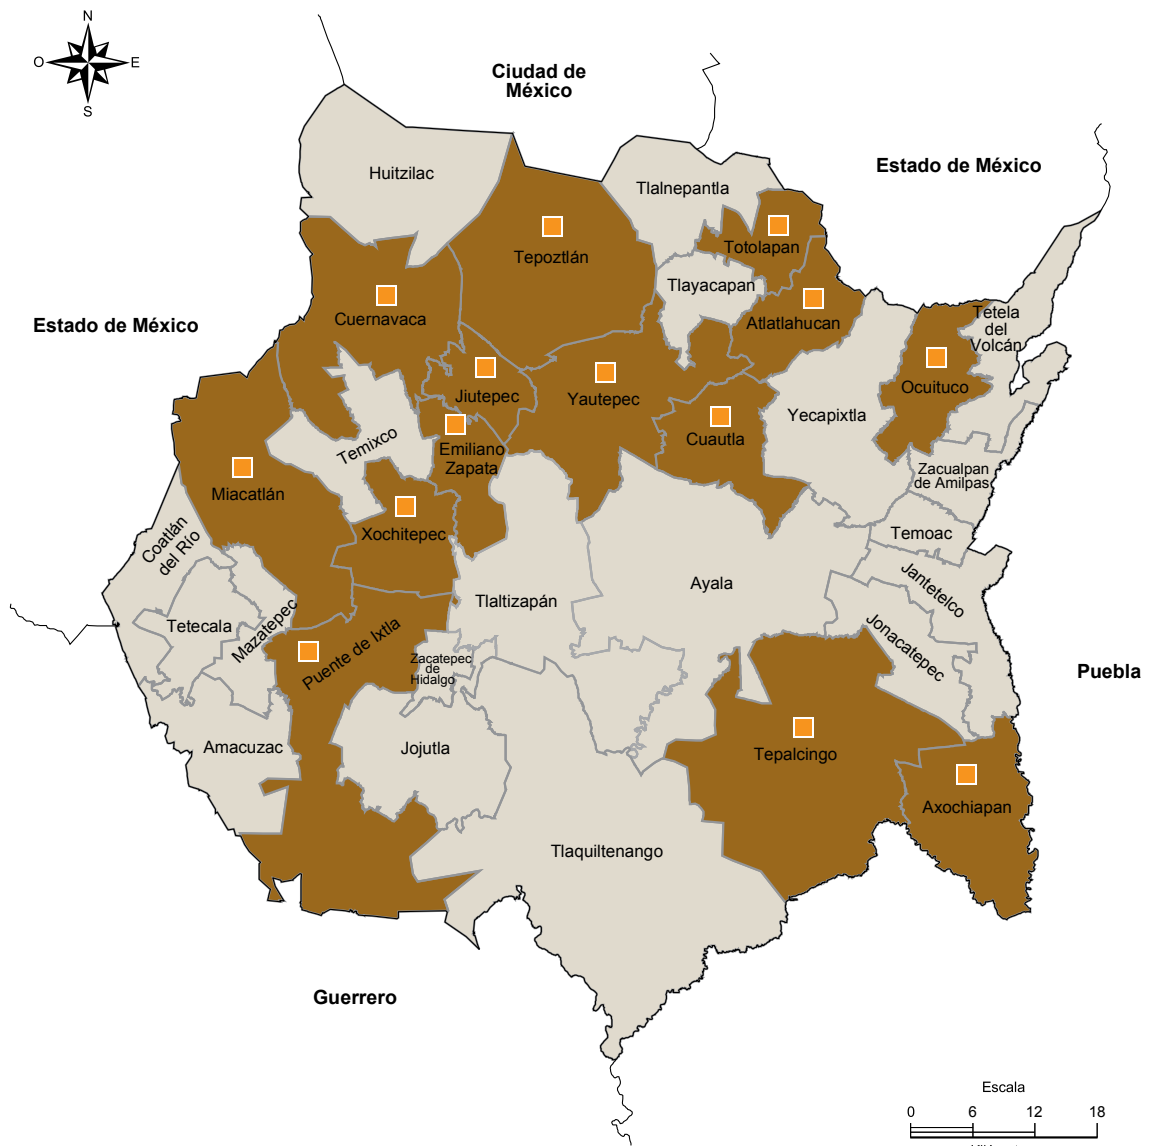 N
O
E
S
Ciudad de
México
Estado de México
Huitzilac
Tlalnepantla
Totolapan
Tepoztlán
Tlayacapan
Atlatlahucan
Tetela
del
Volcán
Estado de México
Cuernavaca
Jiutepec
Yautepec
Ocuituco
Yecapixtla
Cuautla
Temixco
Emiliano
Zapata
Zacualpan
de Amilpas
Miacatlán
Xochitepec
Temoac
Coatlán
del Río
Ayala
Jantetelco
Tlaltizapán
Tetecala
Mazatepec
Puente de Ixtla
Jonacatepec
Zacatepec
de
Hidalgo
Puebla
Amacuzac
Jojutla
Tepalcingo
Axochiapan
Tlaquiltenango
Guerrero
Escala
0 6 12 18